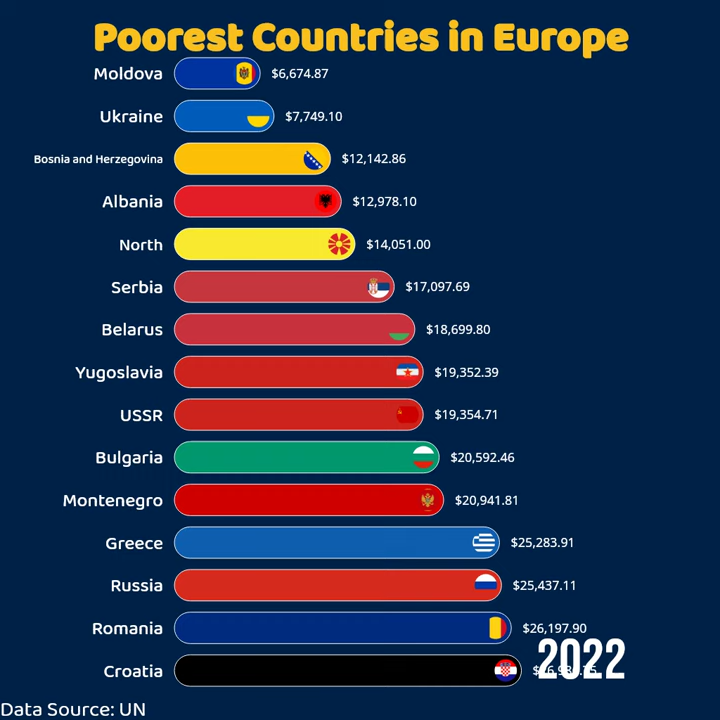 Poorest Countries in Europe
Moldova $6,674.87
Ukraine $7,749.10
Bosnia and Herzegovina $12,142.86
Albania $12,978.10
North $14,051.00
Serbia $17,097.69
Belarus $18,699.80
Yugoslavia $19,352.39
USSR $19,354.71
Bulgaria $20,592.46
Montenegro $20,941.81
Greece $25,283.91
Russia $25,437.11
Romania $26,197.90
Croatia
2022
Data Source: UN